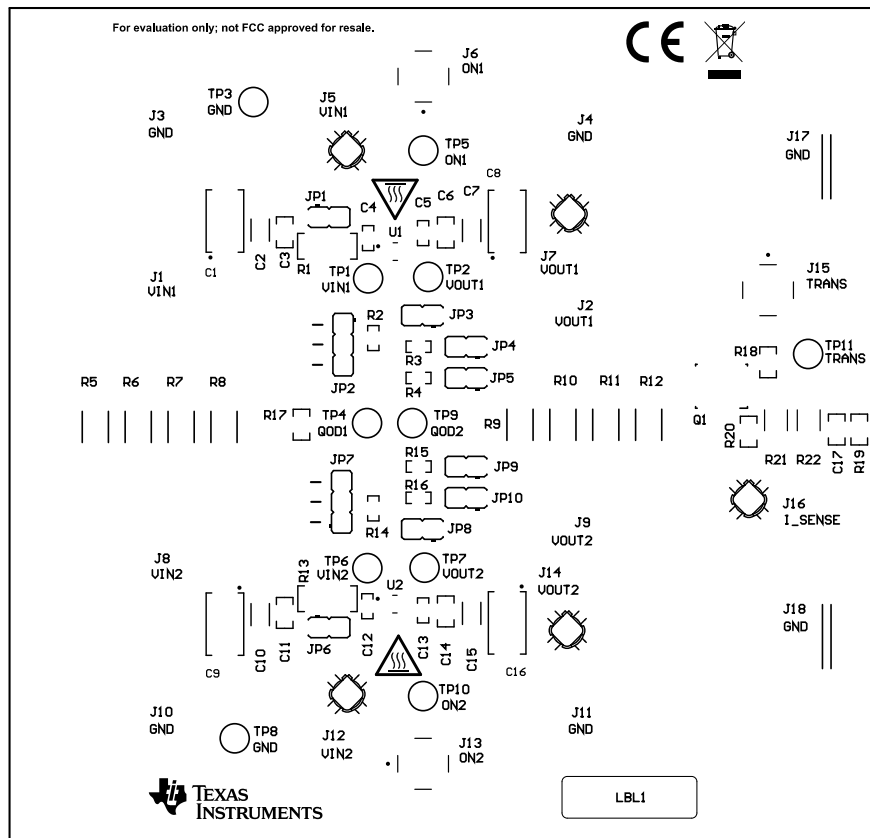 For evaluation only; not FCC approved for resale.
CE
J6
ON1
TP3
GND
J5
VIN1
J3
GND
TP5
ON1
J4
GND
J17
GND
JP1
C4
C5
C6
C7
C8
U1
C1
C2
C3
R1
J1
VIN1
TP1
VIN1
TP2
VOUT1
J7
VOUT1
J15
TRANS
J2
VOUT1
R2
JP3
R3
JP4
R4
JP5
JP2
R18
TP11
TRANS
R5
R6
R7
R8
R17
TP4
QOD1
TP9
QOD2
R9
R10
R11
R12
Q1
R20
R21
R22
C17
R19
JP7
R15
JP9
R16
JP10
R14
JP8
J16
I_SENSE
J9
VOUT2
J8
VIN2
R13
TP6
VIN2
TP7
VOUT2
U2
J14
VOUT2
C9
C10
C11
JP6
C12
C13
C14
C15
C16
J18
GND
TP10
ON2
J10
GND
TP8
GND
J12
VIN2
J13
ON2
J11
GND
TEXAS
INSTRUMENTS
LBL1